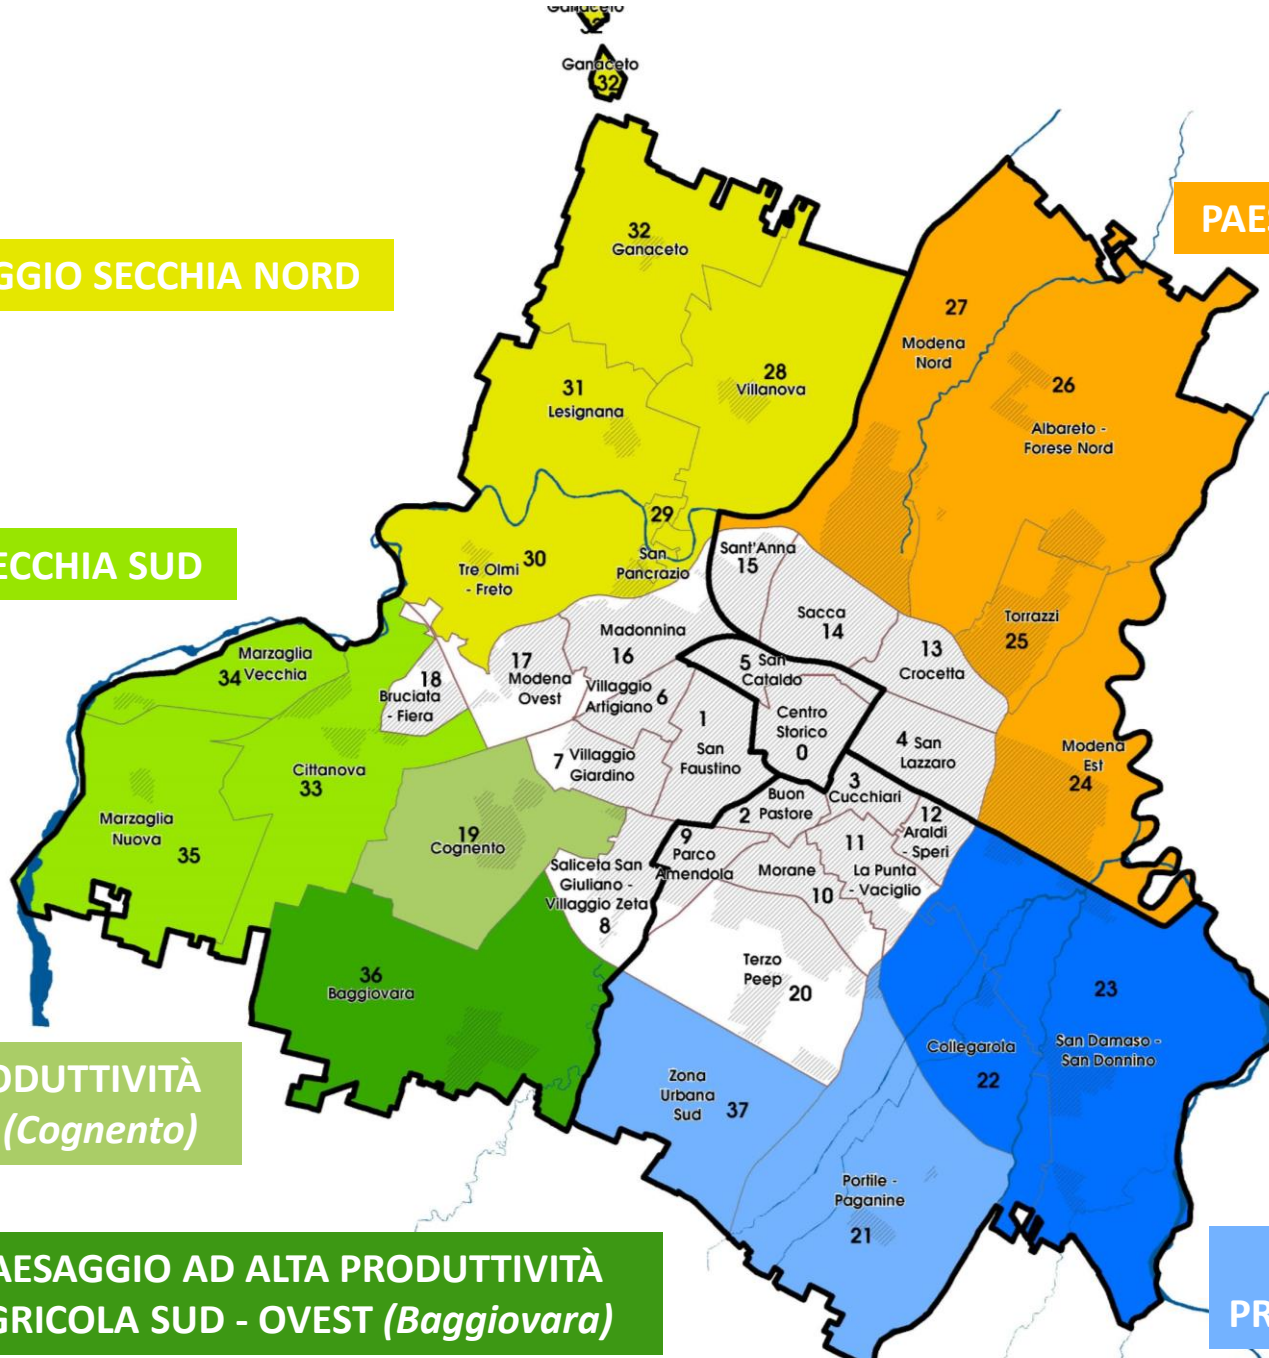 Ganaceto
32
Ganaceto
32
32
Ganaceto
PAES
GGIO SECCHIA NORD
27
Modena
Nord
28
Villanova
31
Lesignana
26
Albareto -
Forese Nord
29
San
Pancrazio
Tre Olmi
- Freto
30
Sant'Anna
15
ECCHIA SUD
Sacca
14
Torrazzi
25
Madonnina
16
13
Crocetta
Marzaglia
Vecchia
34
17
Modena
Ovest
18
Bruciata
- Fiera
5 San
Cataldo
Villaggio
Artigiano 6
1
San
Faustino
Centro
Storico
0
4 San
Lazzaro
Modena
Est
24
7 Villaggio
Giardino
Cittanova
33
3
Cucchiari
Buon
Pastore
2
12
Araldi
- Speri
Marzaglia
Nuova
35
19
Cognento
9
Parco
Amendola
11
La Punta
- Vaciglio
Morane
10
Saliceta San
Giuliano -
Villaggio Zeta
8
36
Baggiovara
Terzo
Peep
20
23
San Damaso -
San Donnino
Collegarola
22
ODUTTIVITÀ
(Cognento)
Zona
Urbana
Sud
37
Portile -
Paganine
21
AESAGGIO AD ALTA PRODUTTIVITÀ
GRICOLA SUD - OVEST (Baggiovara)
PR